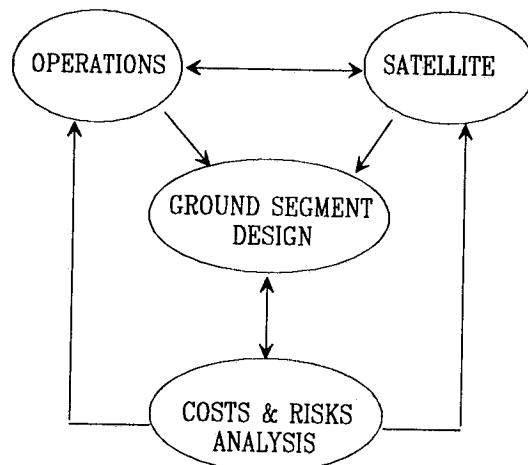 OPERATIONS
SATELLITE
GROUND SEGMENT
DESIGN
COSTS & RISKS
ANALYSIS